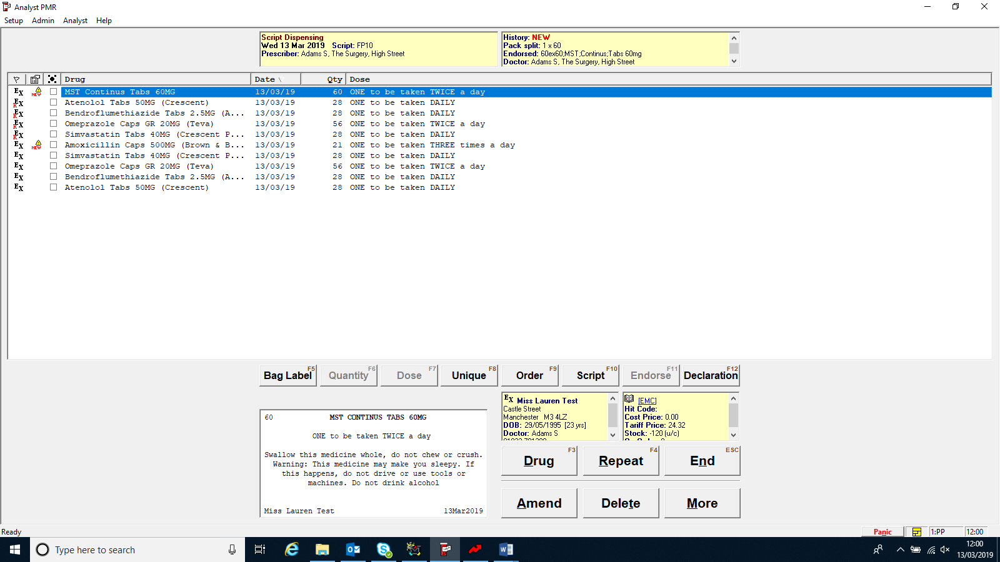 Analyst PMR
Setup Admin Analyst Help
Script Dispensing
Wed 13 Mar 2019 Script: FP10
Prescriber: Adams S, The Surgery, High Street
History: NEW
Pack split: 1 x 60
Endorsed: 60ex60;MST;Continus;Tabs 60mg
Doctor: Adams S, The Surgery, High Street
Drug Date Qty Dose
Ex NEW MST Continus Tabs 60MG 13/03/19 60 ONE to be taken TWICE a day
Ex R Atenolol Tabs 50MG (Crescent) 13/03/19 28 ONE to be taken DAILY
Ex R Bendroflumethiazide Tabs 2.5MG (A... 13/03/19 28 ONE to be taken DAILY
Ex R Omeprazole Caps GR 20MG (Teva) 13/03/19 56 ONE to be taken TWICE a day
Ex R Simvastatin Tabs 40MG (Crescent P... 13/03/19 28 ONE to be taken DAILY
Ex NEW Amoxicillin Caps 500MG (Brown & B... 13/03/19 21 ONE to be taken THREE times a day
Ex Simvastatin Tabs 40MG (Crescent P... 13/03/19 28 ONE to be taken DAILY
Ex Omeprazole Caps GR 20MG (Teva) 13/03/19 56 ONE to be taken TWICE a day
Ex Bendroflumethiazide Tabs 2.5MG (A... 13/03/19 28 ONE to be taken DAILY
Ex Atenolol Tabs 50MG (Crescent) 13/03/19 28 ONE to be taken DAILY
Bag Label F5 Quantity F6 Dose F7 Unique F8 Order F9 Script F10 Endorse F11 Declaration F12
60 MST CONTINUS TABS 60MG
ONE to be taken TWICE a day
Swallow this medicine whole, do not chew or crush.
Warning: This medicine may make you sleepy. If
this happens, do not drive or use tools or
machines. Do not drink alcohol
Miss Lauren Test 13Mar2019
Ex Miss Lauren Test
Castle Street
Manchester M3 4LZ
DOB: 29/05/1995 [23 yrs]
Doctor: Adams S
[EMC]
Hit Code:
Cost Price: 0.00
Tariff Price: 24.32
Stock: -120 (u/c)
Drug F3 Repeat F4 End ESC
Amend Delete More
Ready Panic 1:PP 12:00
Type here to search
12:00
13/03/2019